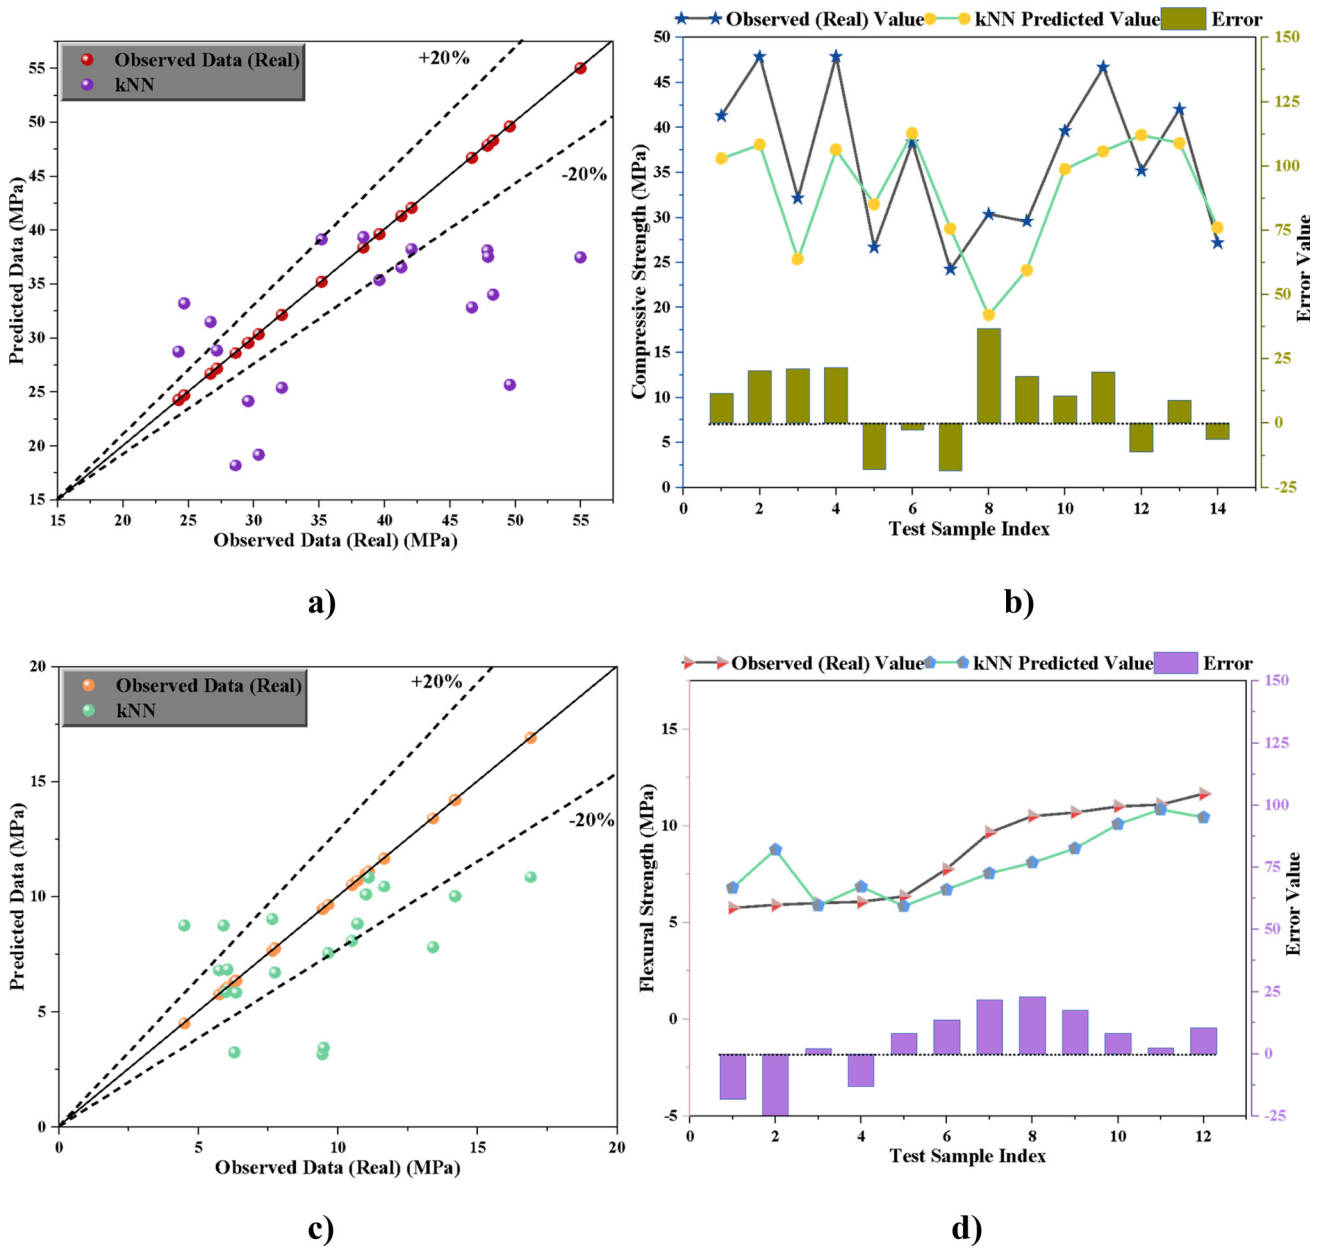 Observed Data (Real)
kNN
+20%
-20%
55
50
45
40
35
30
25
20
15
15 20 25 30 35 40 45 50 55
Predicted Data (MPa)
Observed Data (Real) (MPa)
a)
Observed (Real) Value kNN Predicted Value Error
50
45
40
35
30
25
20
15
10
5
0
0 2 4 6 8 10 12 14
150
125
100
75
50
25
0
-25
Compressive Strength (MPa)
Error Value
Test Sample Index
b)
Observed Data (Real)
kNN
+20%
-20%
20
15
10
5
0
0 5 10 15 20
Predicted Data (MPa)
Observed Data (Real) (MPa)
c)
Observed (Real) Value kNN Predicted Value Error
15
10
5
0
-5
0 2 4 6 8 10 12
150
125
100
75
50
25
0
-25
Flexural Strength (MPa)
Error Value
Test Sample Index
d)